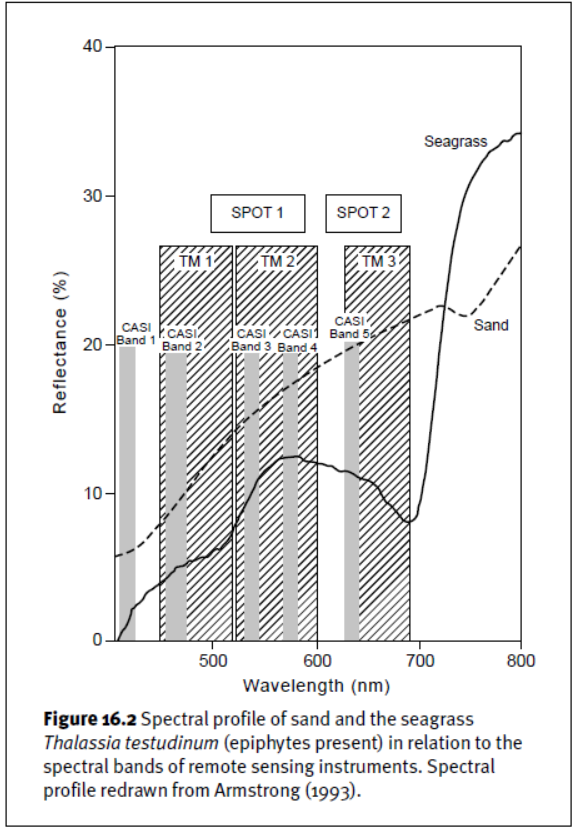 40
Seagrass
30
SPOT 1
SPOT 2
TM 1
TM 2
TM 3
Reflectance (%)
20
CASI
Band 1
CASI
Band 2
CASI
Band 3
CASI
Band 4
CASI
Band 5
Sand
10
0
500
600
700
800
Wavelength (nm)
Figure 16.2 Spectral profile of sand and the seagrass
Thalassia testudinum (epiphytes present) in relation to the
spectral bands of remote sensing instruments. Spectral
profile redrawn from Armstrong (1993).